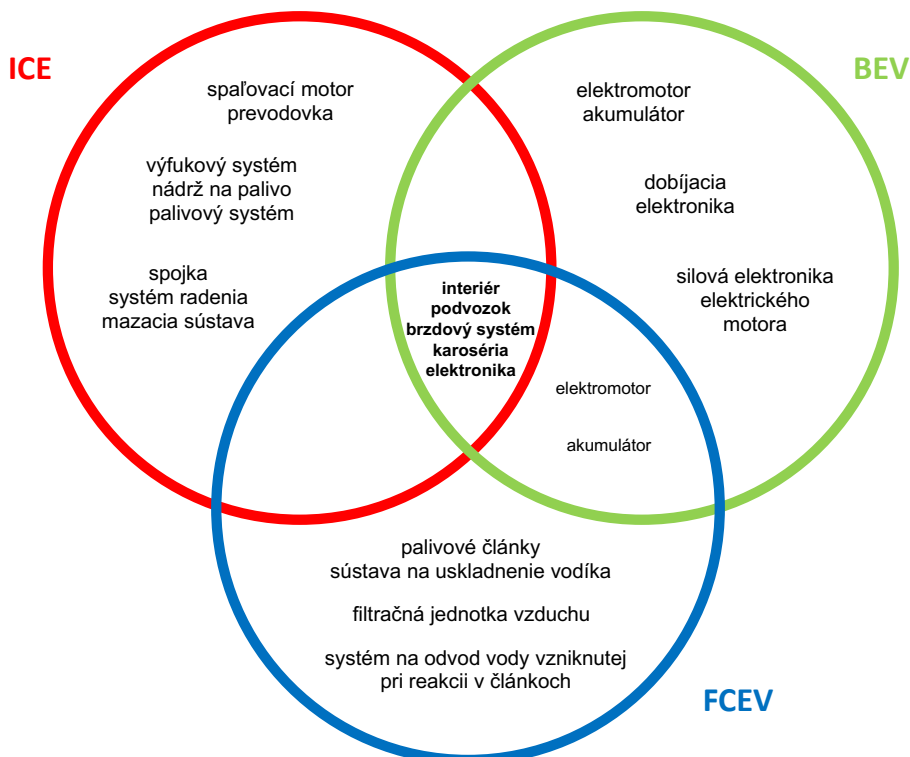 ICE
BEV
spaľovací motor
prevodovka
výfukový systém
nádrž na palivo
palivový systém
spojka
systém radenia
mazacia sústava
elektromotor
akumulátor
dobíjacia
elektronika
silová elektronika
elektrického
motora
interiér
podvozok
brzdový systém
karoséria
elektronika
elektromotor
akumulátor
palivové články
sústava na uskladnenie vodíka
filtračná jednotka vzduchu
systém na odvod vody vzniknutej
pri reakcii v článkoch
FCEV